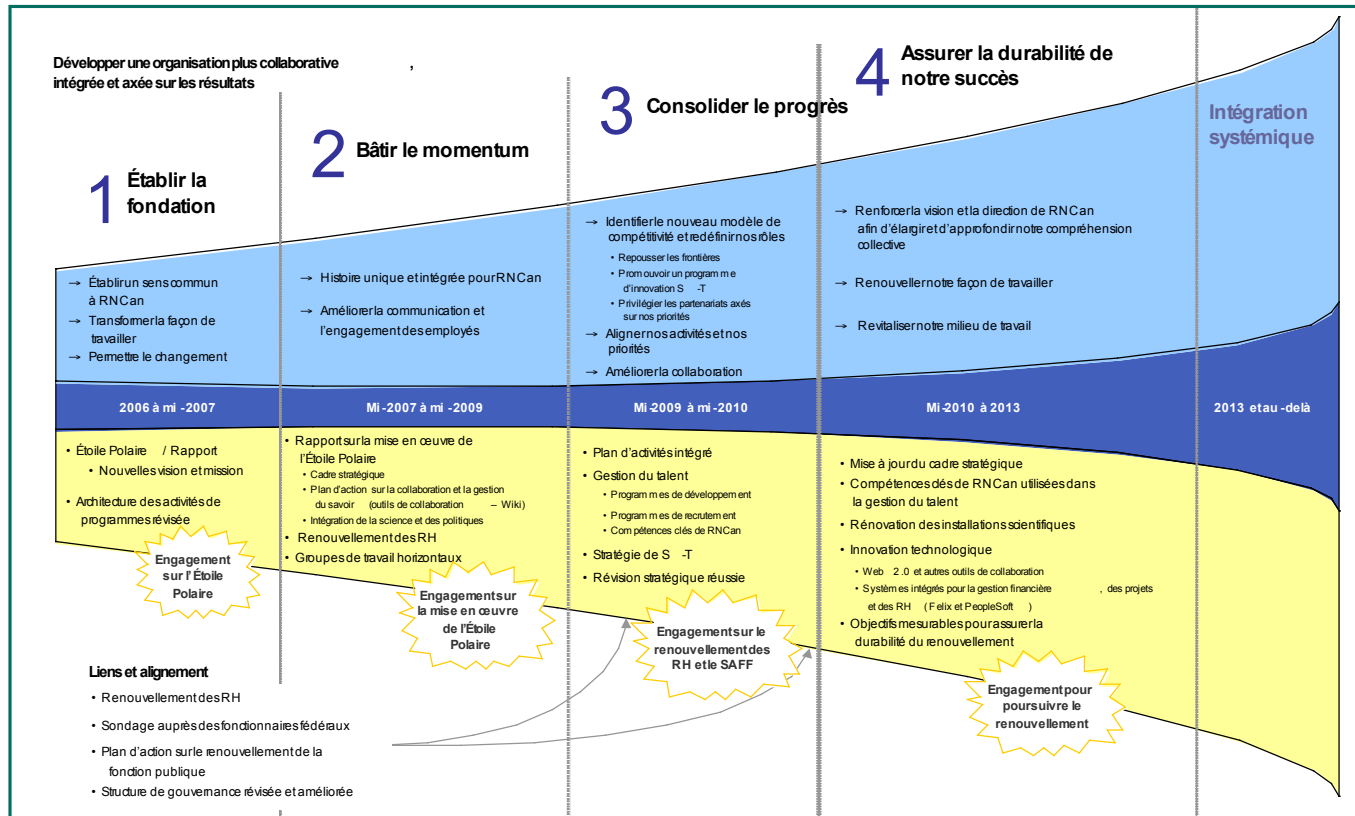 Développer une organisation plus collaborative ,
intégrée et axée sur les résultats
1
Établir la
fondation
→ Établir un sens commun
à RNCan
→ Transformer la façon de
travailler
→ Permettre le changement
2006 à mi -2007
• Étoile Polaire / Rapport
• Nouvelles vision et mission
• Architecture des activités de
programmes révisée
Engagement
sur l'Étoile
Polaire
2
Bâtir le momentum
→ Histoire unique et intégrée pour RNCan
→ Améliorer la communication et
l'engagement des employés
Mi-2007 à mi -2009
• Rapport sur la mise en œuvre de
l'Étoile Polaire
• Cadre stratégique
• Plan d'action sur la collaboration et la gestion
du savoir (outils de collaboration – Wiki)
• Intégration de la science et des politiques
• Renouvellement des RH
• Groupes de travail horizontaux
Engagement sur
la mise en œuvre
de l'Étoile
Polaire
3
Consolider le progrès
→ Identifier le nouveau modèle de
compétitivité et redéfinir nos rôles
• Repousser les frontières
• Promouvoir un programme
d'innovation S -T
• Privilégier les partenariats axés
sur nos priorités
→ Aligner nos activités et nos
priorités
→ Améliorer la collaboration
Mi-2009 à mi -2010
• Plan d'activités intégré
• Gestion du talent
• Programmes de développement
• Programmes de recrutement
• Compétences clés de RNCan
• Stratégie de S -T
• Révision stratégique réussie
Engagement sur le
renouvellement des
RH et le SAFF
4
Assurer la durabilité de
notre succès
→ Renforcer la vision et la direction de RNCan
afin d'élargir et d'approfondir notre compréhension
collective
→ Renouveller notre façon de travailler
→ Revitaliser notre milieu de travail
Mi-2010 à 2013
• Mise à jour du cadre stratégique
• Compétences clés de RNCan utilisées dans
la gestion du talent
• Rénovation des installations scientifiques
• Innovation technologique
• Web 2.0 et autres outils de collaboration
• Systèmes intégrés pour la gestion financière , des projets
et des RH (Felix et PeopleSoft )
• Objectifs mesurables pour assurer la
durabilité du renouvellement
Engagement pour
poursuivre le
renouvellement
Intégration
systémique
2013 et au -delà
Liens et alignement
• Renouvellement des RH
• Sondage auprès des fonctionnaires fédéraux
• Plan d'action sur le renouvellement de la
fonction publique
• Structure de gouvernance révisée et améliorée